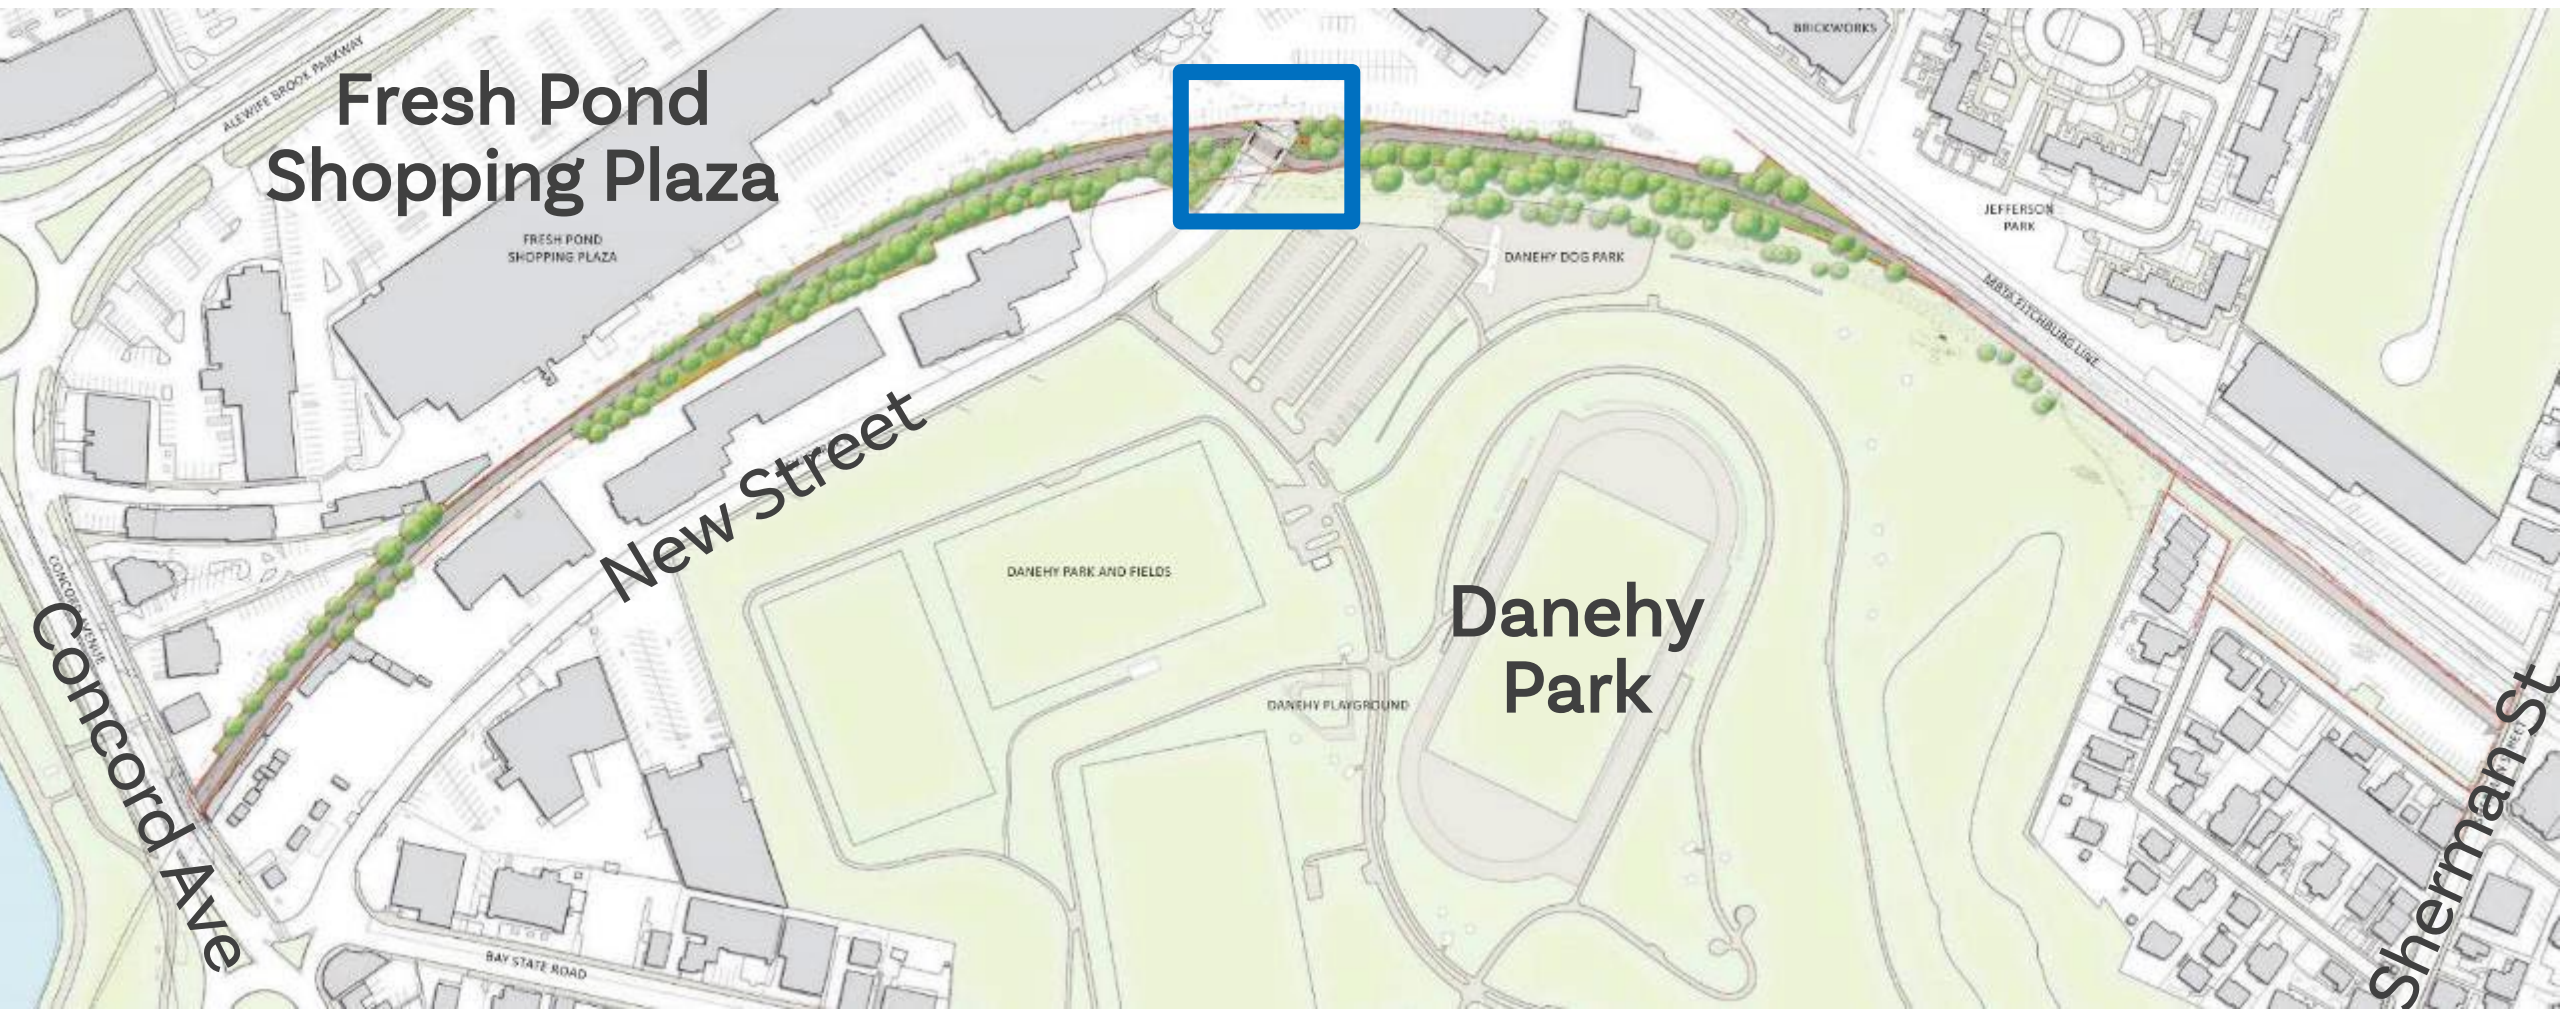 BRICKWORKS
ALEWIFE BROOK PARKWAY
Fresh Pond
Shopping Plaza
FRESH POND
SHOPPING PLAZA
JEFFERSON
PARK
DANEHY DOG PARK
MBTA FITCHBURG LINE
New Street
DANEHY PARK AND FIELDS
CONCORD AVENUE
Concord Ave
Danehy
Park
DANEHY PLAYGROUND
Sherman St
BAY STATE ROAD